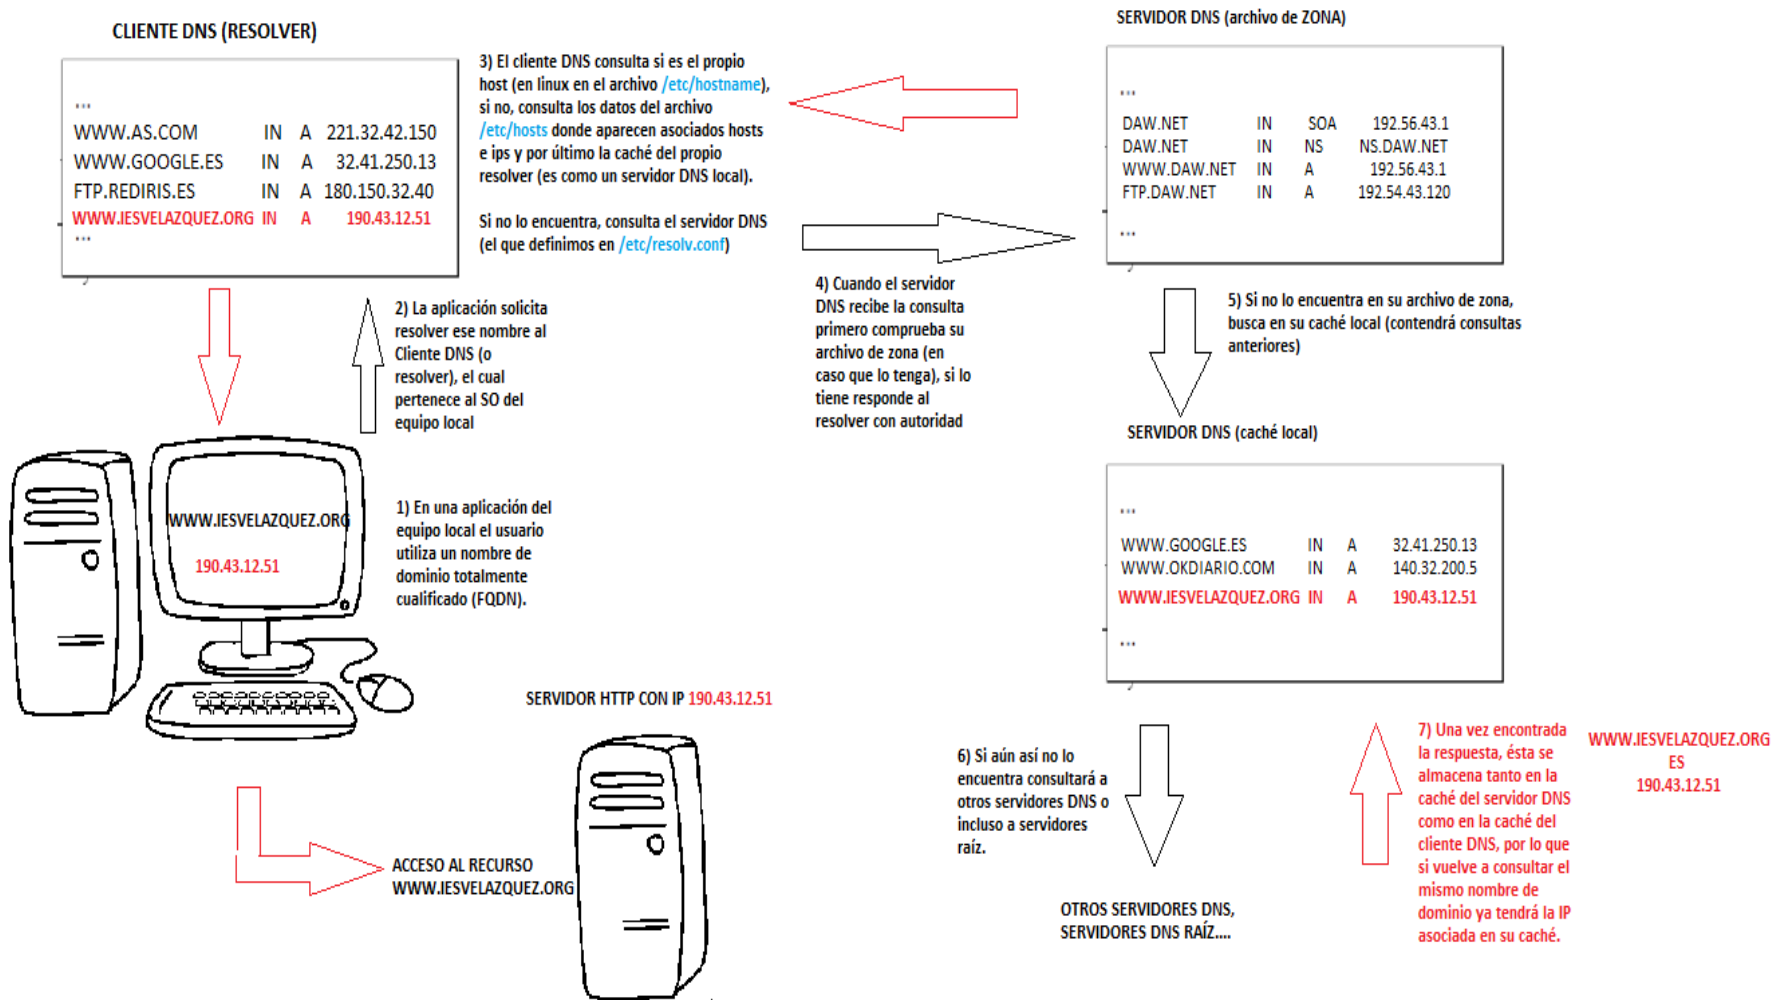 CLIENTE DNS (RESOLVER)
...
WWW.AS.COM IN A 221.32.42.150
WWW.GOOGLE.ES IN A 32.41.250.13
FTP.REDIRIS.ES IN A 180.150.32.40
WWW.IESVELAZQUEZ.ORG IN A 190.43.12.51
...
3) El cliente DNS consulta si es el propio
host (en linux en el archivo /etc/hostname),
si no, consulta los datos del archivo
/etc/hosts donde aparecen asociados hosts
e ips y por último la caché del propio
resolver (es como un servidor DNS local).
Si no lo encuentra, consulta el servidor DNS
(el que definimos en /etc/resolv.conf)
SERVIDOR DNS (archivo de ZONA)
...
DAW.NET IN SOA 192.56.43.1
DAW.NET IN NS NS.DAW.NET
WWW.DAW.NET IN A 192.56.43.1
FTP.DAW.NET IN A 192.54.43.120
...
2) La aplicación solicita
resolver ese nombre al
Cliente DNS (o
resolver), el cual
pertenece al SO del
equipo local
4) Cuando el servidor
DNS recibe la consulta
primero comprueba su
archivo de zona (en
caso que lo tenga), si lo
tiene responde al
resolver con autoridad
5) Si no lo encuentra en su archivo de zona,
busca en su caché local (contendrá consultas
anteriores)
SERVIDOR DNS (caché local)
...
WWW.GOOGLE.ES IN A 32.41.250.13
WWW.OKDIARIO.COM IN A 140.32.200.5
WWW.IESVELAZQUEZ.ORG IN A 190.43.12.51
...
WWW.IESVELAZQUEZ.ORG
190.43.12.51
1) En una aplicación del
equipo local el usuario
utiliza un nombre de
dominio totalmente
cualificado (FQDN).
SERVIDOR HTTP CON IP 190.43.12.51
ACCESO AL RECURSO
WWW.IESVELAZQUEZ.ORG
6) Si aún así no lo
encuentra consultará a
otros servidores DNS o
incluso a servidores
raíz.
OTROS SERVIDORES DNS,
SERVIDORES DNS RAÍZ....
7) Una vez encontrada
la respuesta, ésta se
almacena tanto en la
caché del servidor DNS
como en la caché del
cliente DNS, por lo que
si vuelve a consultar el
mismo nombre de
dominio ya tendrá la IP
asociada en su caché.
WWW.IESVELAZQUEZ.ORG
ES
190.43.12.51